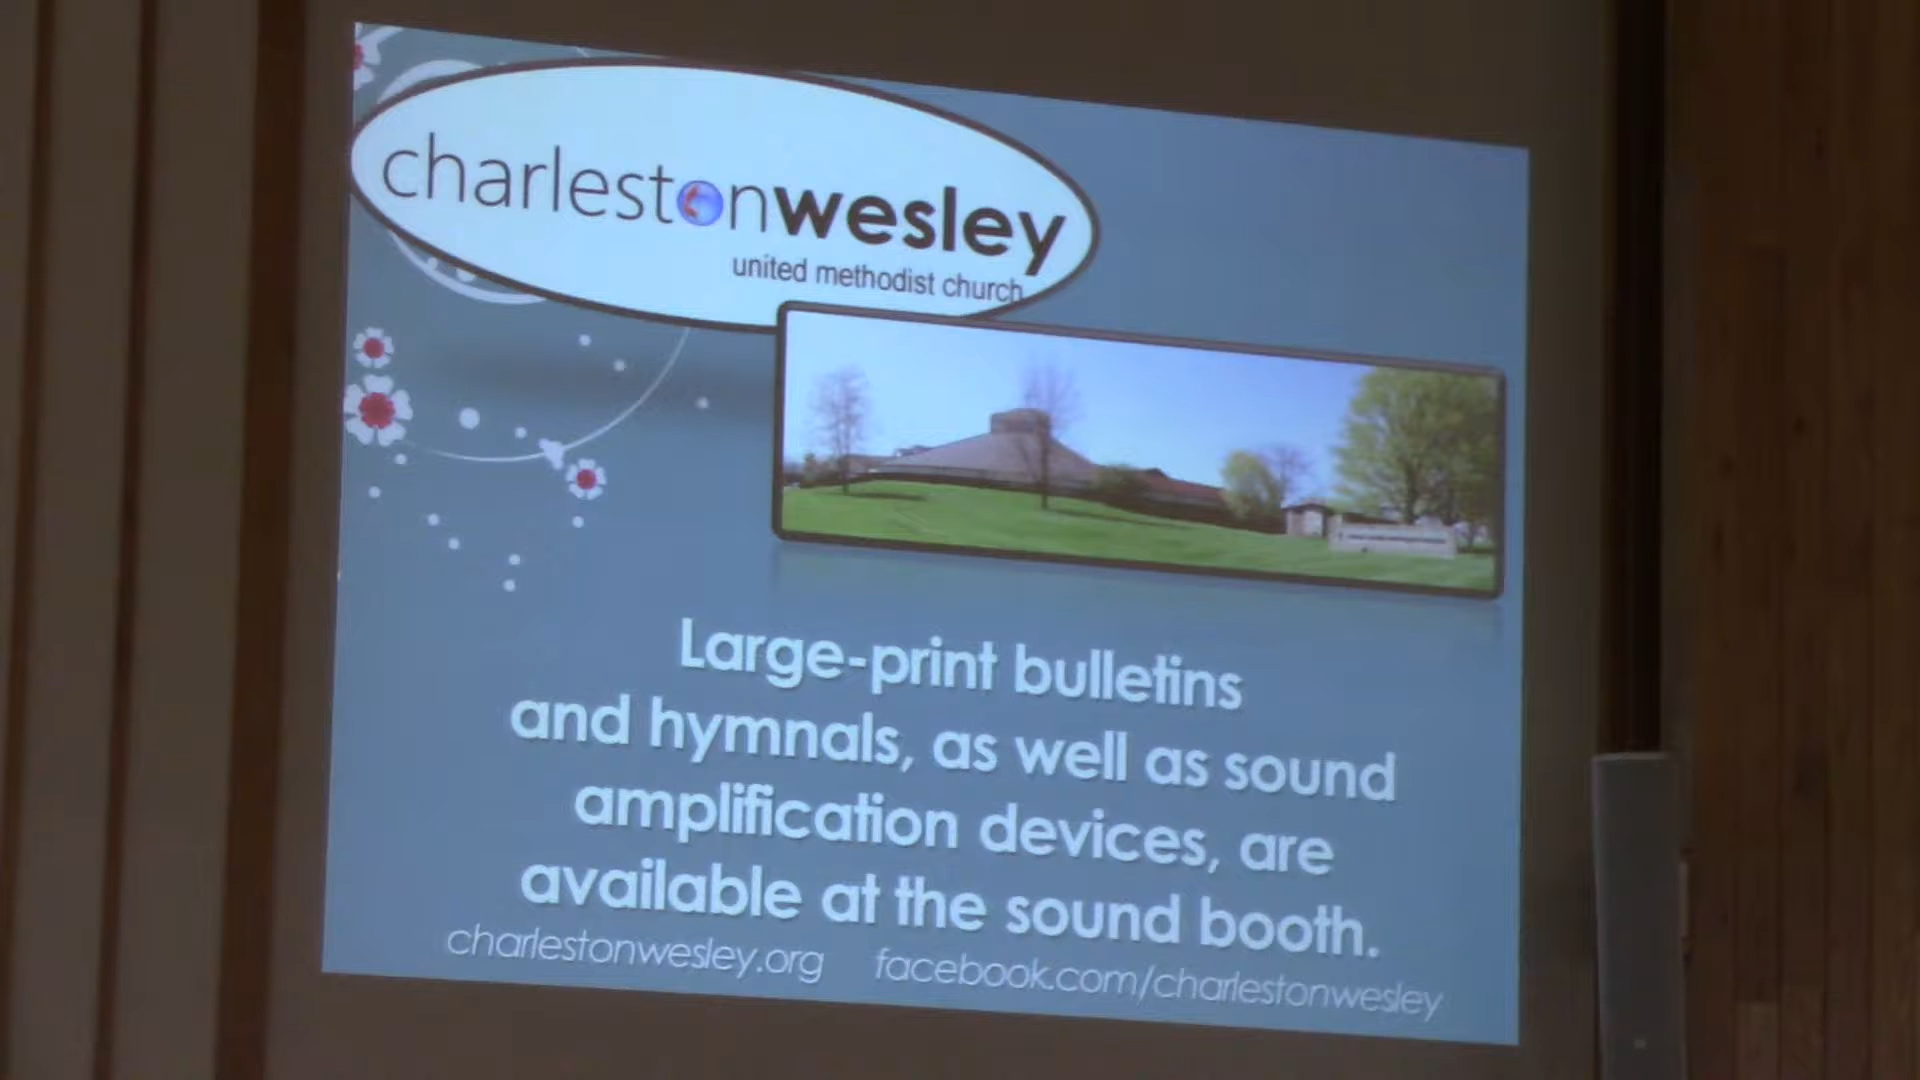 charlestonwesley
united methodist church
Large-print bulletins
and hymnals, as well as sound
amplification devices, are
available at the sound booth.
charlestonwesley.org facebook.com/charlestonwesley